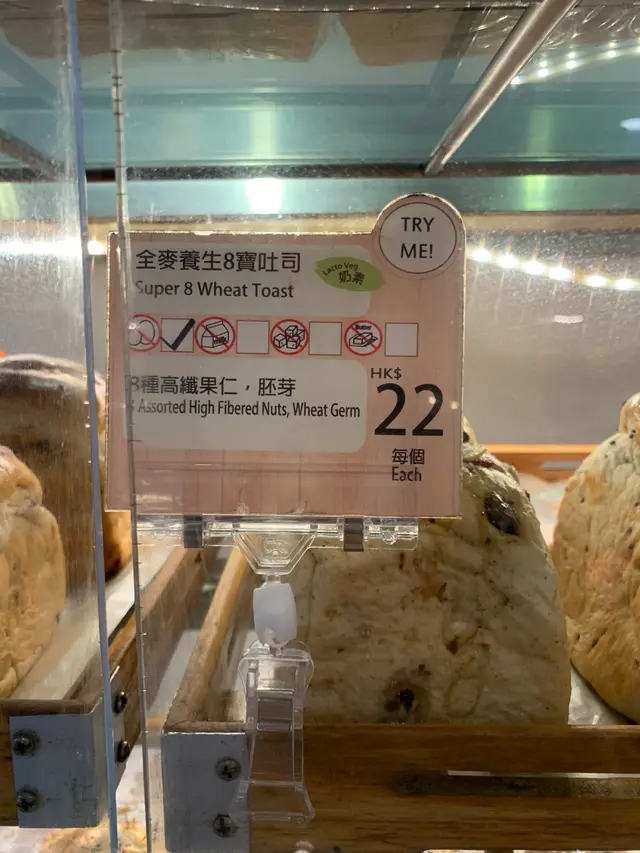 TRY
ME!
全麥養生8寶吐司
Lacto Veg.
奶素
Super 8 Wheat Toast
Butter
8種高纖果仁，胚芽
Assorted High Fibered Nuts, Wheat Germ
HK$
22
每個
Each